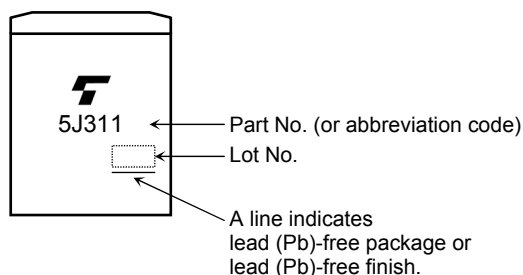 5J311
Part No. (or abbreviation code)
Lot No.
A line indicates
lead (Pb)-free package or
lead (Pb)-free finish.